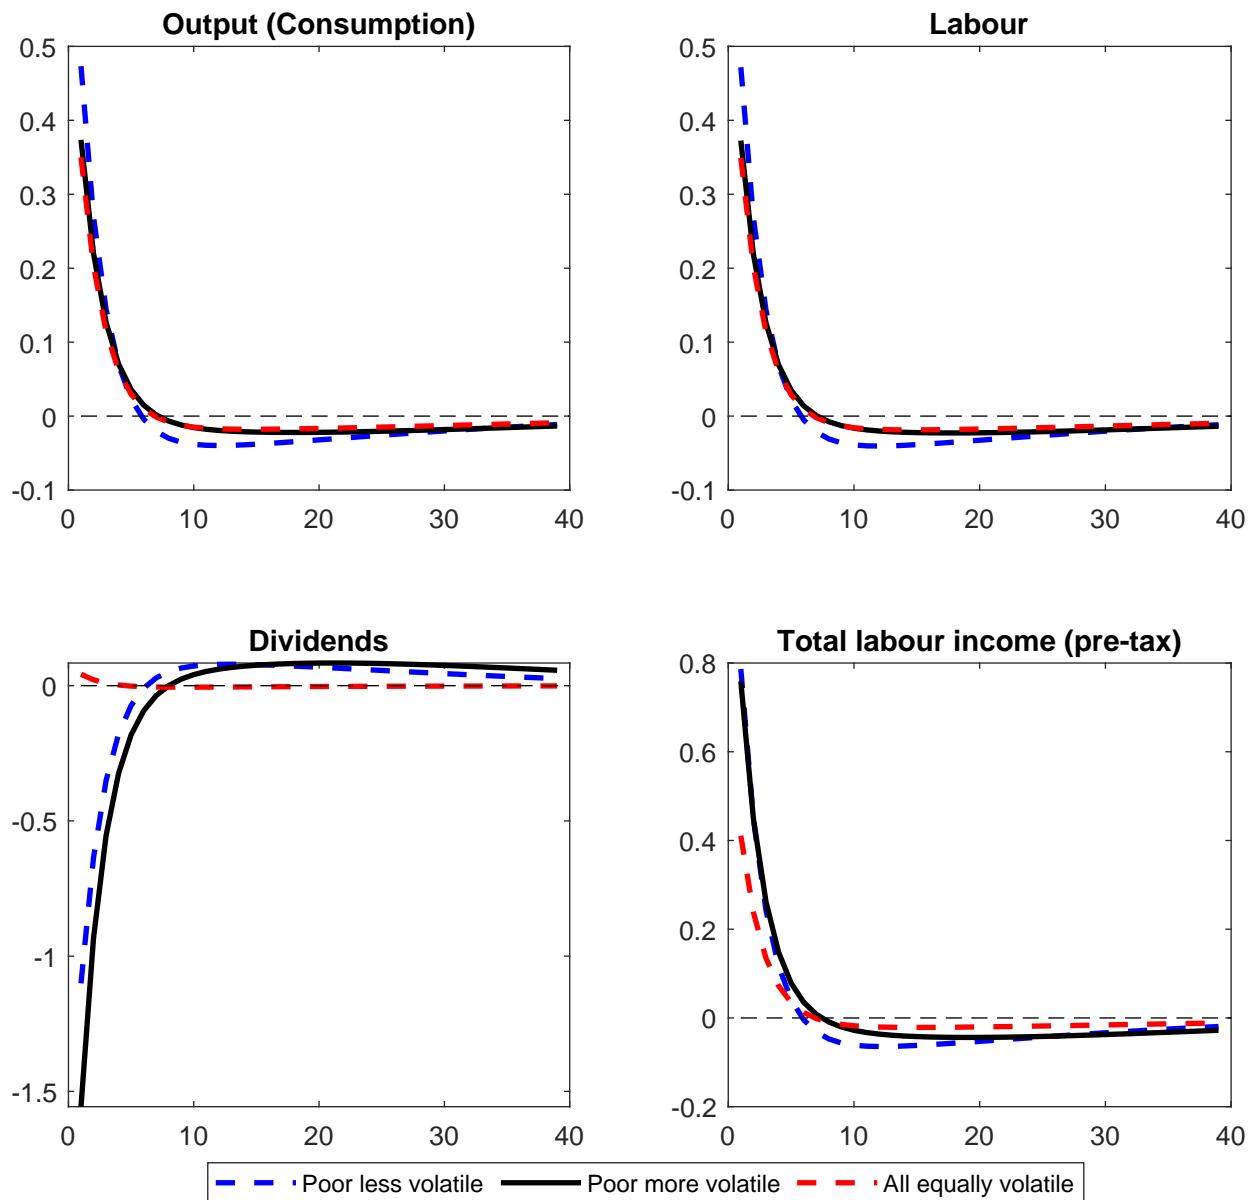 Output (Consumption)
0.5
0.4
0.3
0.2
0.1
0
-0.1
0 10 20 30 40
Labour
0.5
0.4
0.3
0.2
0.1
0
-0.1
0 10 20 30 40
Dividends
0
-0.5
-1
-1.5
0 10 20 30 40
Total labour income (pre-tax)
0.8
0.6
0.4
0.2
0
-0.2
0 10 20 30 40
Poor less volatile Poor more volatile All equally volatile